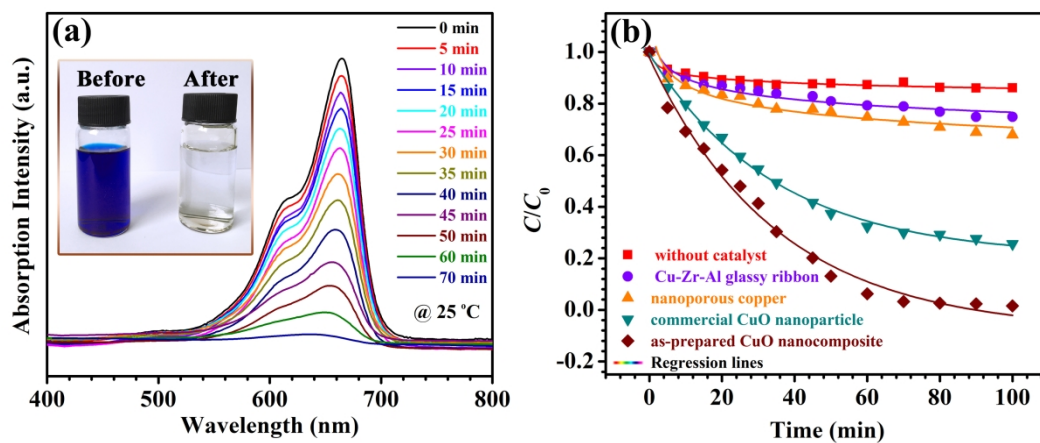 (a)
Before
After
0 min
5 min
10 min
15 min
20 min
25 min
30 min
35 min
40 min
45 min
50 min
60 min
70 min
@ 25 °C
Absorption Intensity (a.u.)
400
500
600
700
800
Wavelength (nm)
(b)
1.0
0.8
0.6
0.4
0.2
0.0
-0.2
C/C0
without catalyst
Cu-Zr-Al glassy ribbon
nanoporous copper
commercial CuO nanoparticle
as-prepared CuO nanocomposite
Regression lines
0
20
40
60
80
100
Time (min)